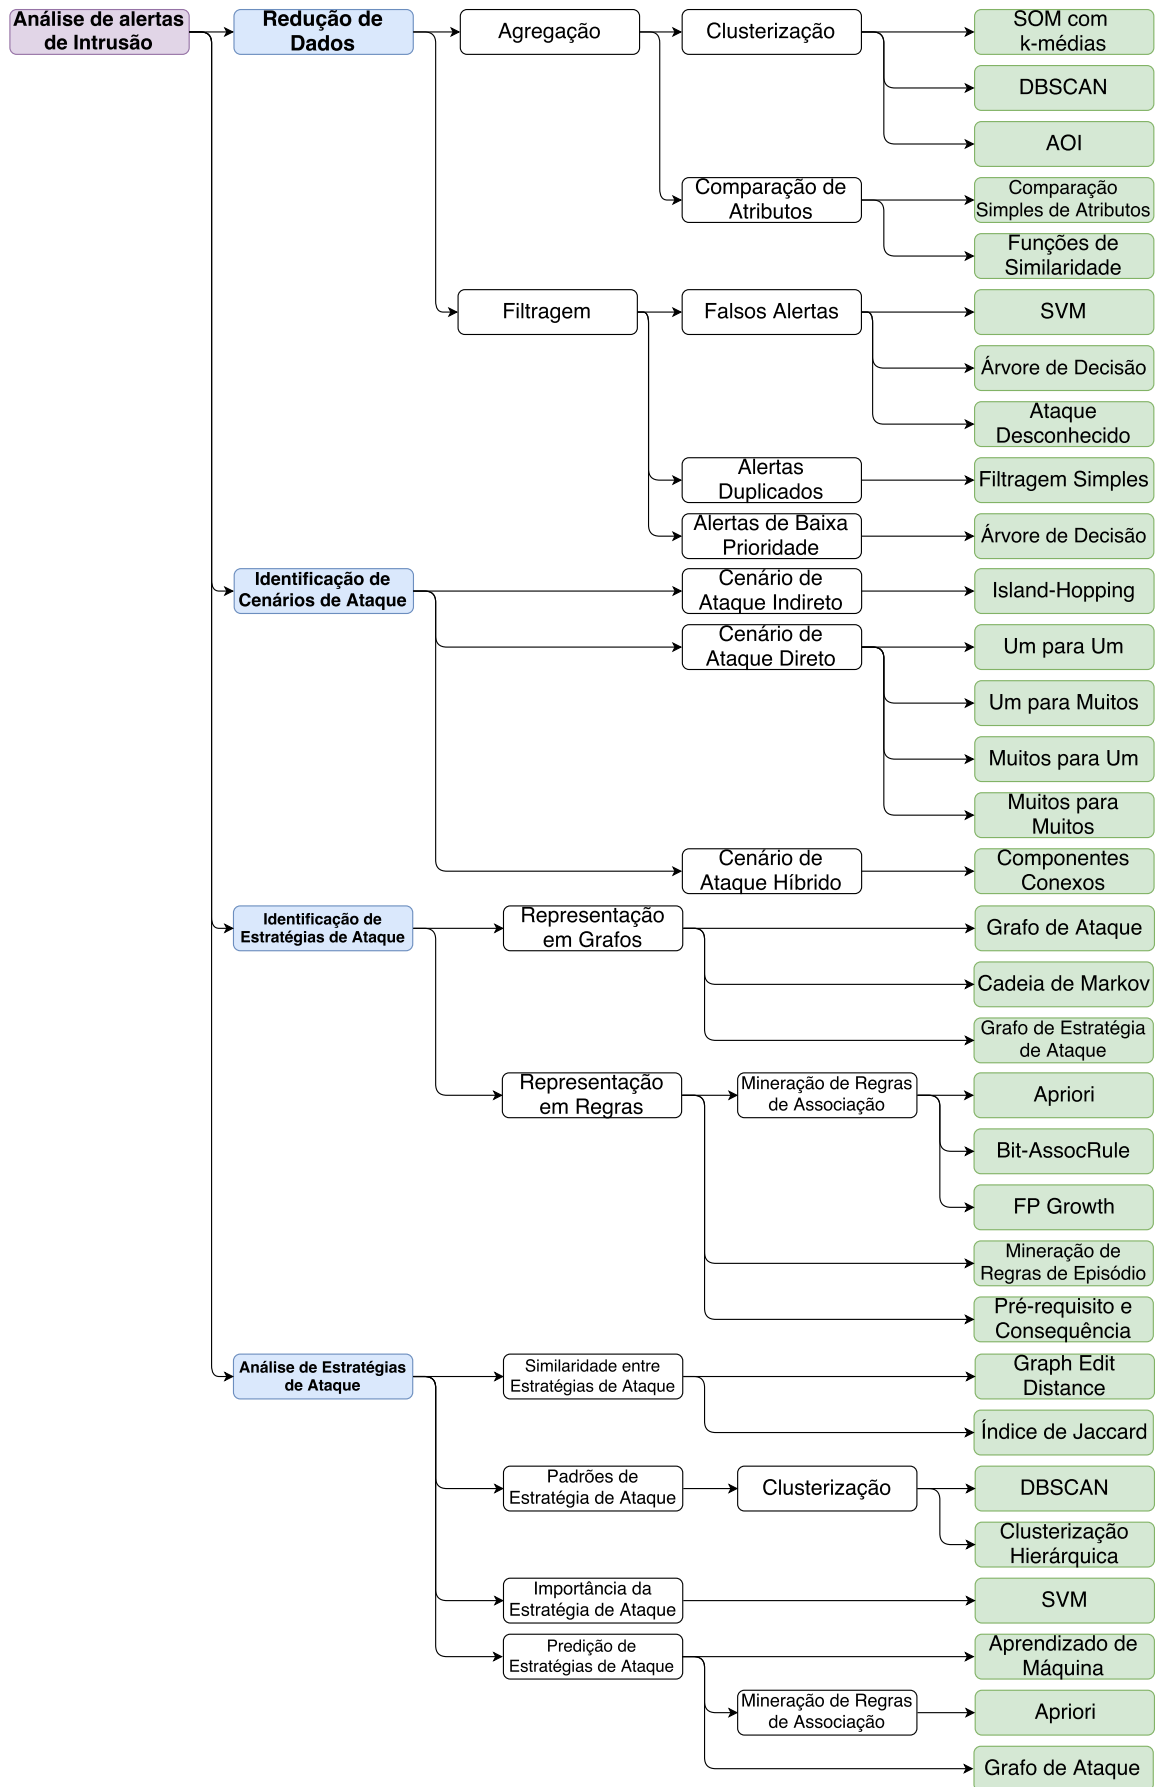 Análise de alertas
de Intrusão
Redução de
Dados
Agregação
Clusterização
SOM com
k-médias
DBSCAN
AOI
Comparação de
Atributos
Comparação
Simples de Atributos
Funções de
Similaridade
Filtragem
Falsos Alertas
SVM
Árvore de Decisão
Ataque
Desconhecido
Alertas
Duplicados
Filtragem Simples
Alertas de Baixa
Prioridade
Árvore de Decisão
Identificação de
Cenários de Ataque
Cenário de
Ataque Indireto
Island-Hopping
Cenário de
Ataque Direto
Um para Um
Um para Muitos
Muitos para Um
Muitos para
Muitos
Cenário de
Ataque Híbrido
Componentes
Conexos
Identificação de
Estratégias de Ataque
Representação
em Grafos
Grafo de Ataque
Cadeia de Markov
Grafo de Estratégia
de Ataque
Representação
em Regras
Mineração de Regras
de Associação
Apriori
Bit-AssocRule
FP Growth
Mineração de
Regras de Episódio
Pré-requisito e
Consequência
Análise de Estratégias
de Ataque
Similaridade entre
Estratégias de Ataque
Graph Edit
Distance
Índice de Jaccard
Padrões de
Estratégia de Ataque
Clusterização
DBSCAN
Clusterização
Hierárquica
Importância da
Estratégia de Ataque
SVM
Predição de
Estratégias de Ataque
Aprendizado de
Máquina
Mineração de Regras
de Associação
Apriori
Grafo de Ataque